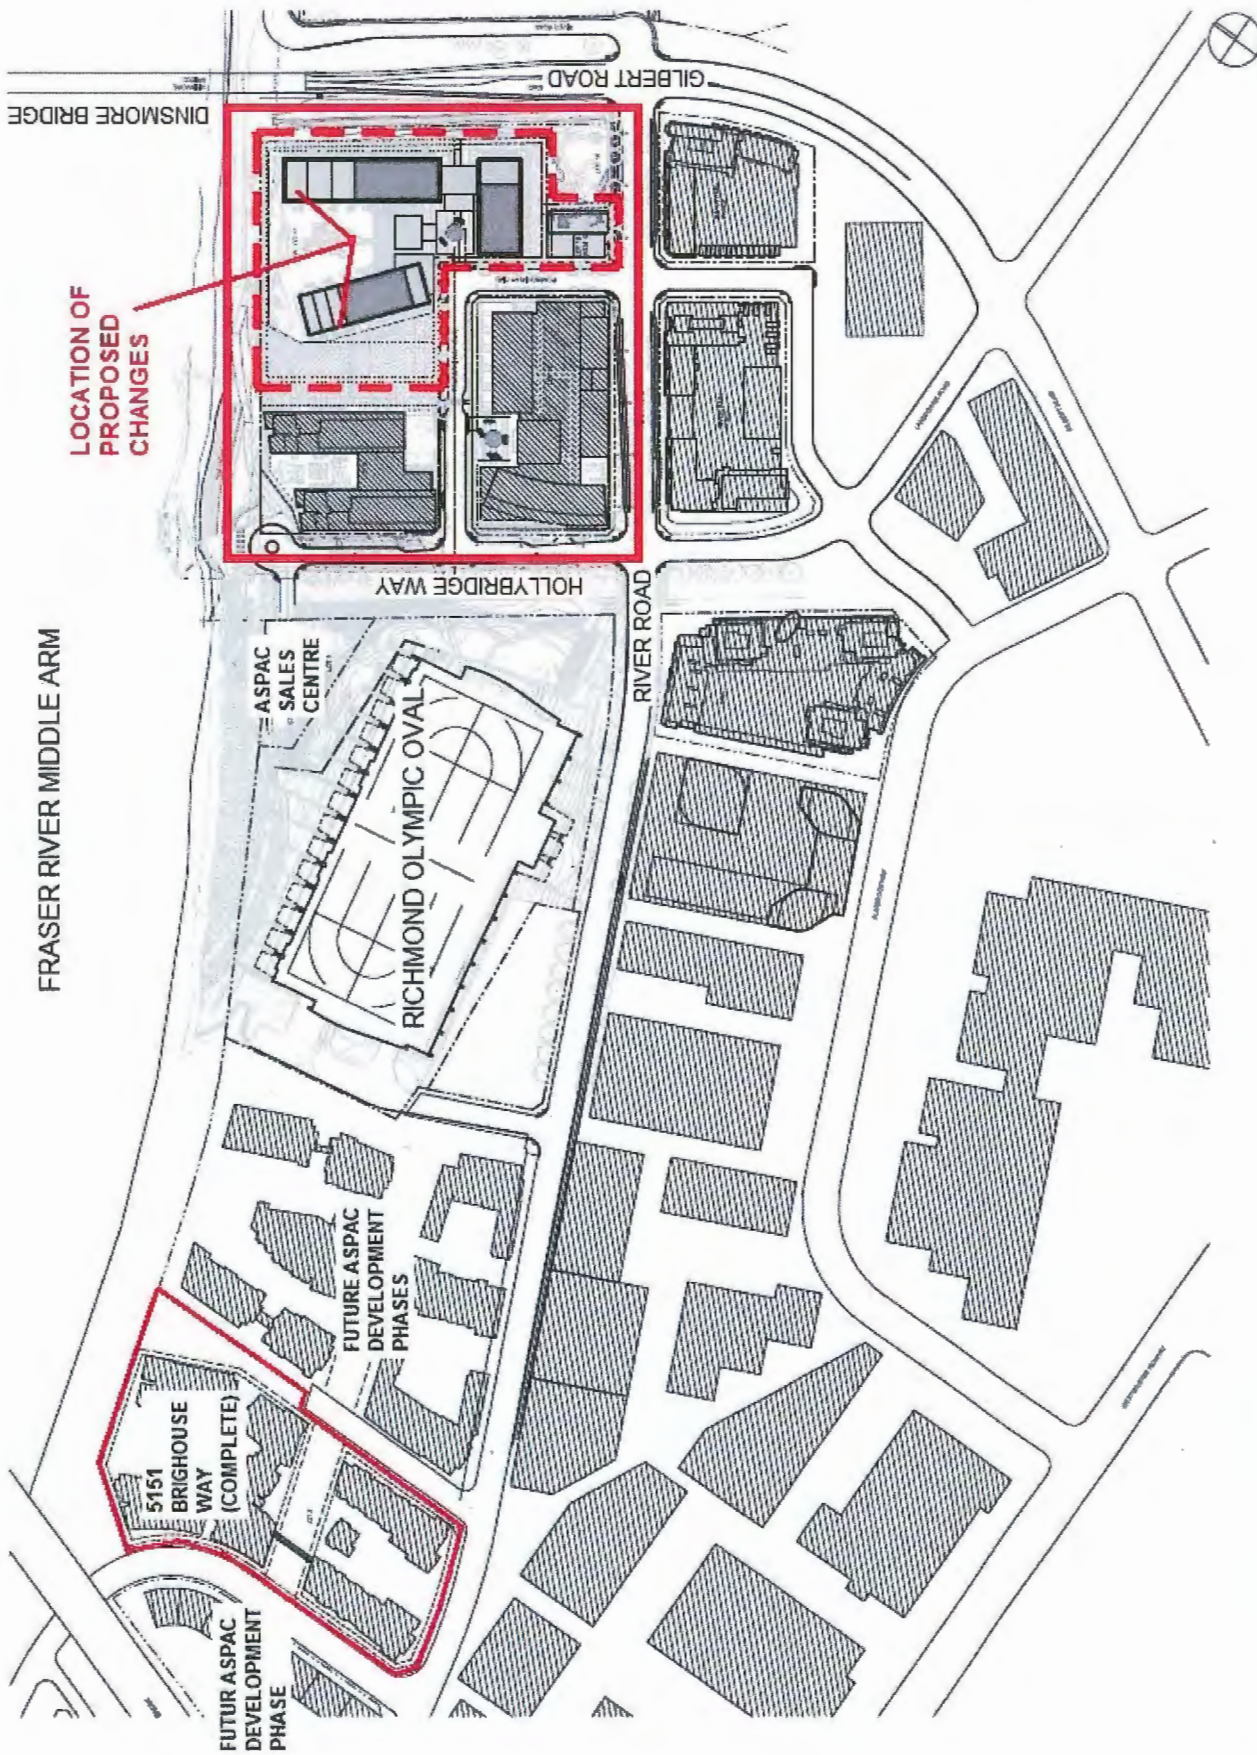 FRASER RIVER MIDDLE ARM
LOCATION OF
PROPOSED
CHANGES
DINSMORE BRIDGE
GILBERT ROAD
HOLLYBRIDGE WAY
RIVER ROAD
ASPAC
SALES
CENTRE
RICHMOND OLYMPIC OVAL
FUTURE ASPAC
DEVELOPMENT
PHASES
5151
BRIGHOUSE
WAY
(COMPLETE)
FUTUR ASPAC
DEVELOPMENT
PHASE